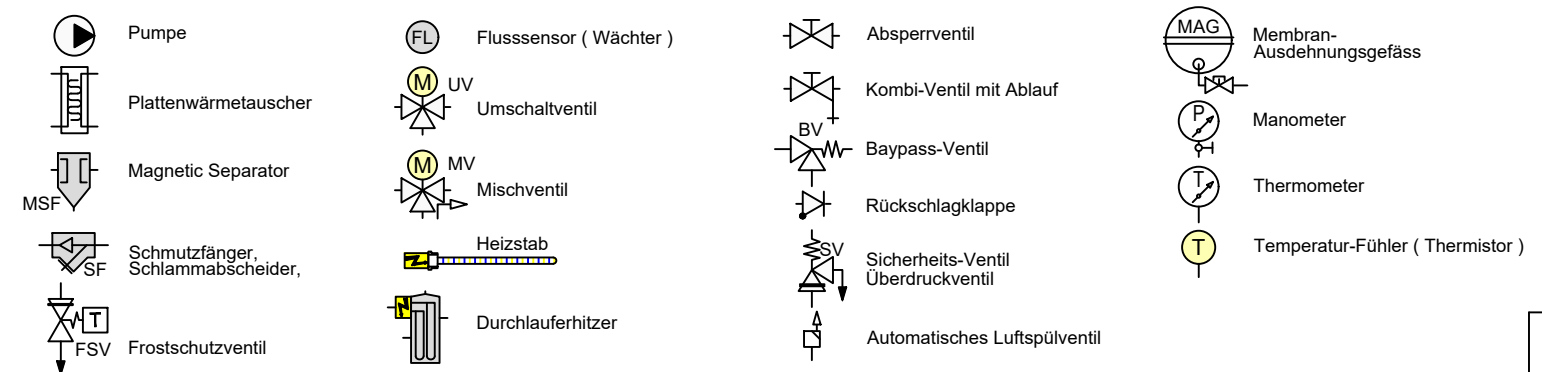 Pumpe
Plattenwärmetauscher
Magnetic Separator
MSF
Schmutzfänger,
Schlammabscheider,
SF
T
FSV
Frostschutzventil
FL
Flusssensor ( Wächter )
M
UV
Umschaltventil
M
MV
Mischventil
Heizstab
Durchlauferhitzer
Absperrventil
Kombi-Ventil mit Ablauf
BV
Baypass-Ventil
Rückschlagklappe
SV
Sicherheits-Ventil
Überdruckventil
Automatisches Luftspülventil
MAG
Membran-
Ausdehnungsgefäss
P
Manometer
T
Thermometer
T
Temperatur-Fühler ( Thermistor )